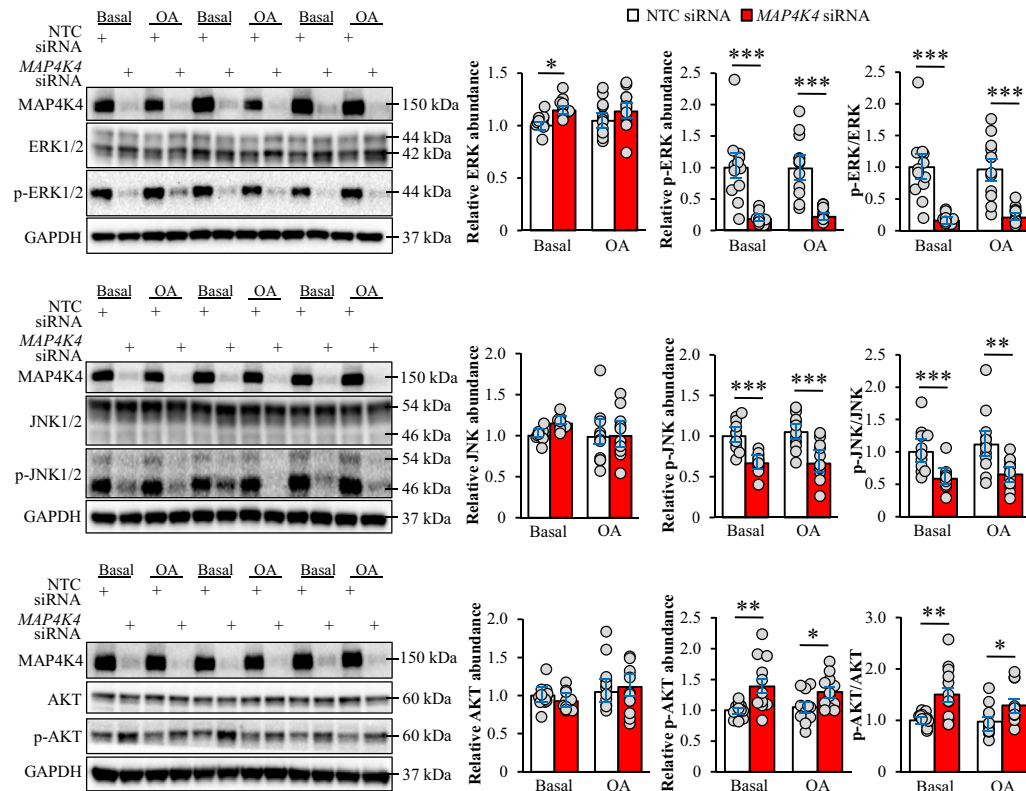 NTC siRNA MAP4K4 siRNA
Basal OA Basal OA Basal OA
NTC
siRNA
+ + + + + +
MAP4K4
siRNA
+ + + + + +
MAP4K4
150 kDa
ERK1/2
44 kDa
42 kDa
p-ERK1/2
44 kDa
GAPDH
37 kDa
Relative ERK abundance
2.0
1.5
1.0
0.5
0
*
Basal OA
Relative p-ERK abundance
2.5
2.0
1.5
1.0
0.5
0
*** ***
Basal OA
p-ERK/ERK
2.5
2.0
1.5
1.0
0.5
0
*** ***
Basal OA
Basal OA Basal OA Basal OA
NTC
siRNA
+ + + + + +
MAP4K4
siRNA
+ + + + + +
MAP4K4
150 kDa
JNK1/2
54 kDa
46 kDa
p-JNK1/2
54 kDa
46 kDa
GAPDH
37 kDa
Relative JNK abundance
2.0
1.5
1.0
0.5
0
Basal OA
Relative p-JNK abundance
2.0
1.5
1.0
0.5
0
*** ***
Basal OA
p-JNK/JNK
2.5
2.0
1.5
1.0
0.5
0
*** **
Basal OA
Basal OA Basal OA Basal OA
NTC
siRNA
+ + + + + +
MAP4K4
siRNA
+ + + + + +
MAP4K4
150 kDa
AKT
60 kDa
p-AKT
60 kDa
GAPDH
37 kDa
Relative AKT abundance
2.0
1.5
1.0
0.5
0
Basal OA
Relative p-AKT abundance
2.5
2.0
1.5
1.0
0.5
0
** *
Basal OA
p-AKT/AKT
3.0
2.0
1.0
0
** *
Basal OA